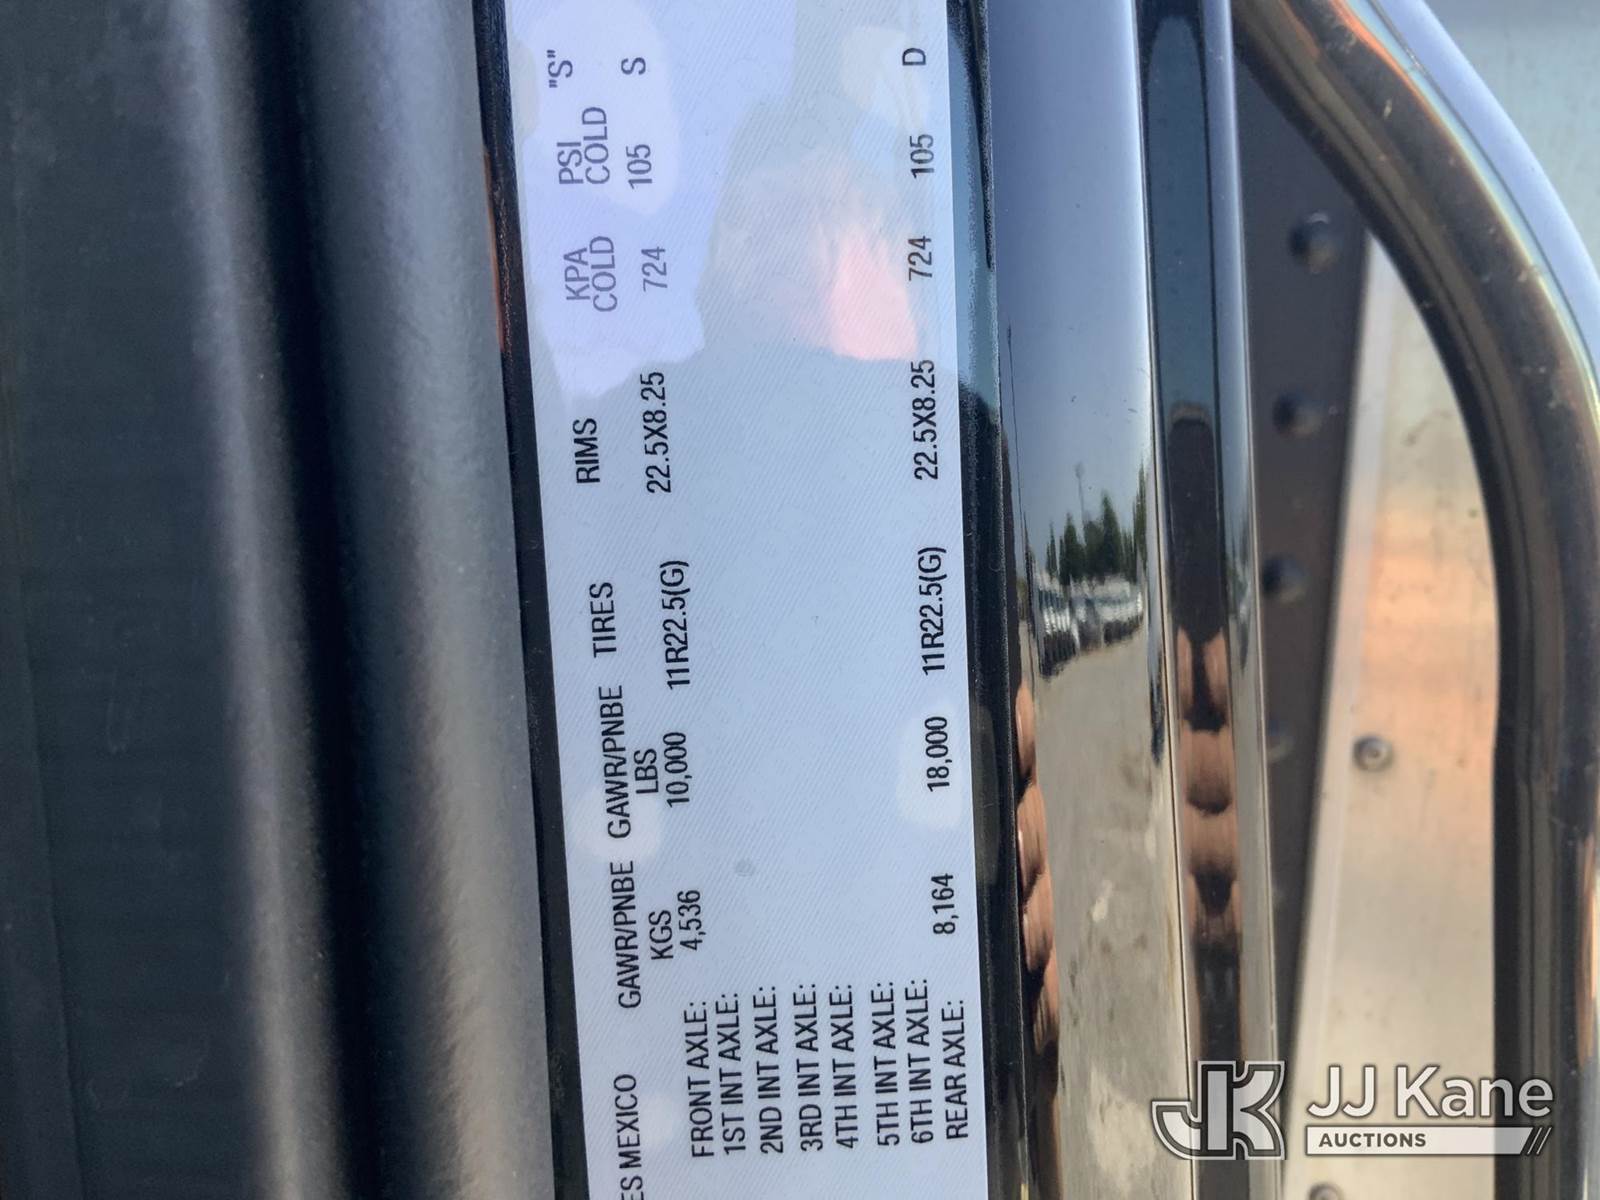 ES MEXICO GAWR/PNBE GAWR/PNBE TIRES RIMS KPA PSI "S"
KGS LBS COLD COLD
FRONT AXLE: 4,536 10,000 11R22.5(G) 22.5X8.25 724 105 S
1ST INT AXLE:
2ND INT AXLE:
3RD INT AXLE:
4TH INT AXLE:
5TH INT AXLE:
6TH INT AXLE:
REAR AXLE: 8,164 18,000 11R22.5(G) 22.5X8.25 724 105 D
JK JJ Kane
AUCTIONS